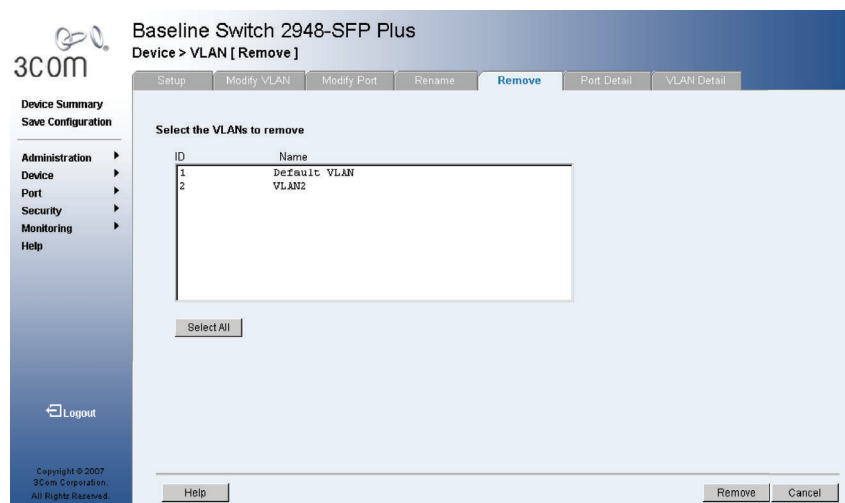 3COM
Baseline Switch 2948-SFP Plus
Device > VLAN [ Remove ]
Setup Modify VLAN Modify Port Rename Remove Port Detail VLAN Detail
Device Summary
Save Configuration
Administration
Device
Port
Security
Monitoring
Help
Logout
Copyright © 2007
3Com Corporation.
All Rights Reserved.
Select the VLANs to remove
ID Name
1 Default VLAN
2 VLAN2
Select All
Help Remove Cancel